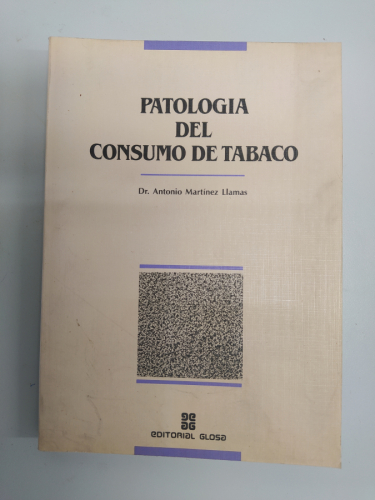 PATOLOGIA
DEL
CONSUMO DE TABACO
Dr. Antonio Martinez Llamas
EDITORIAL GLOSA